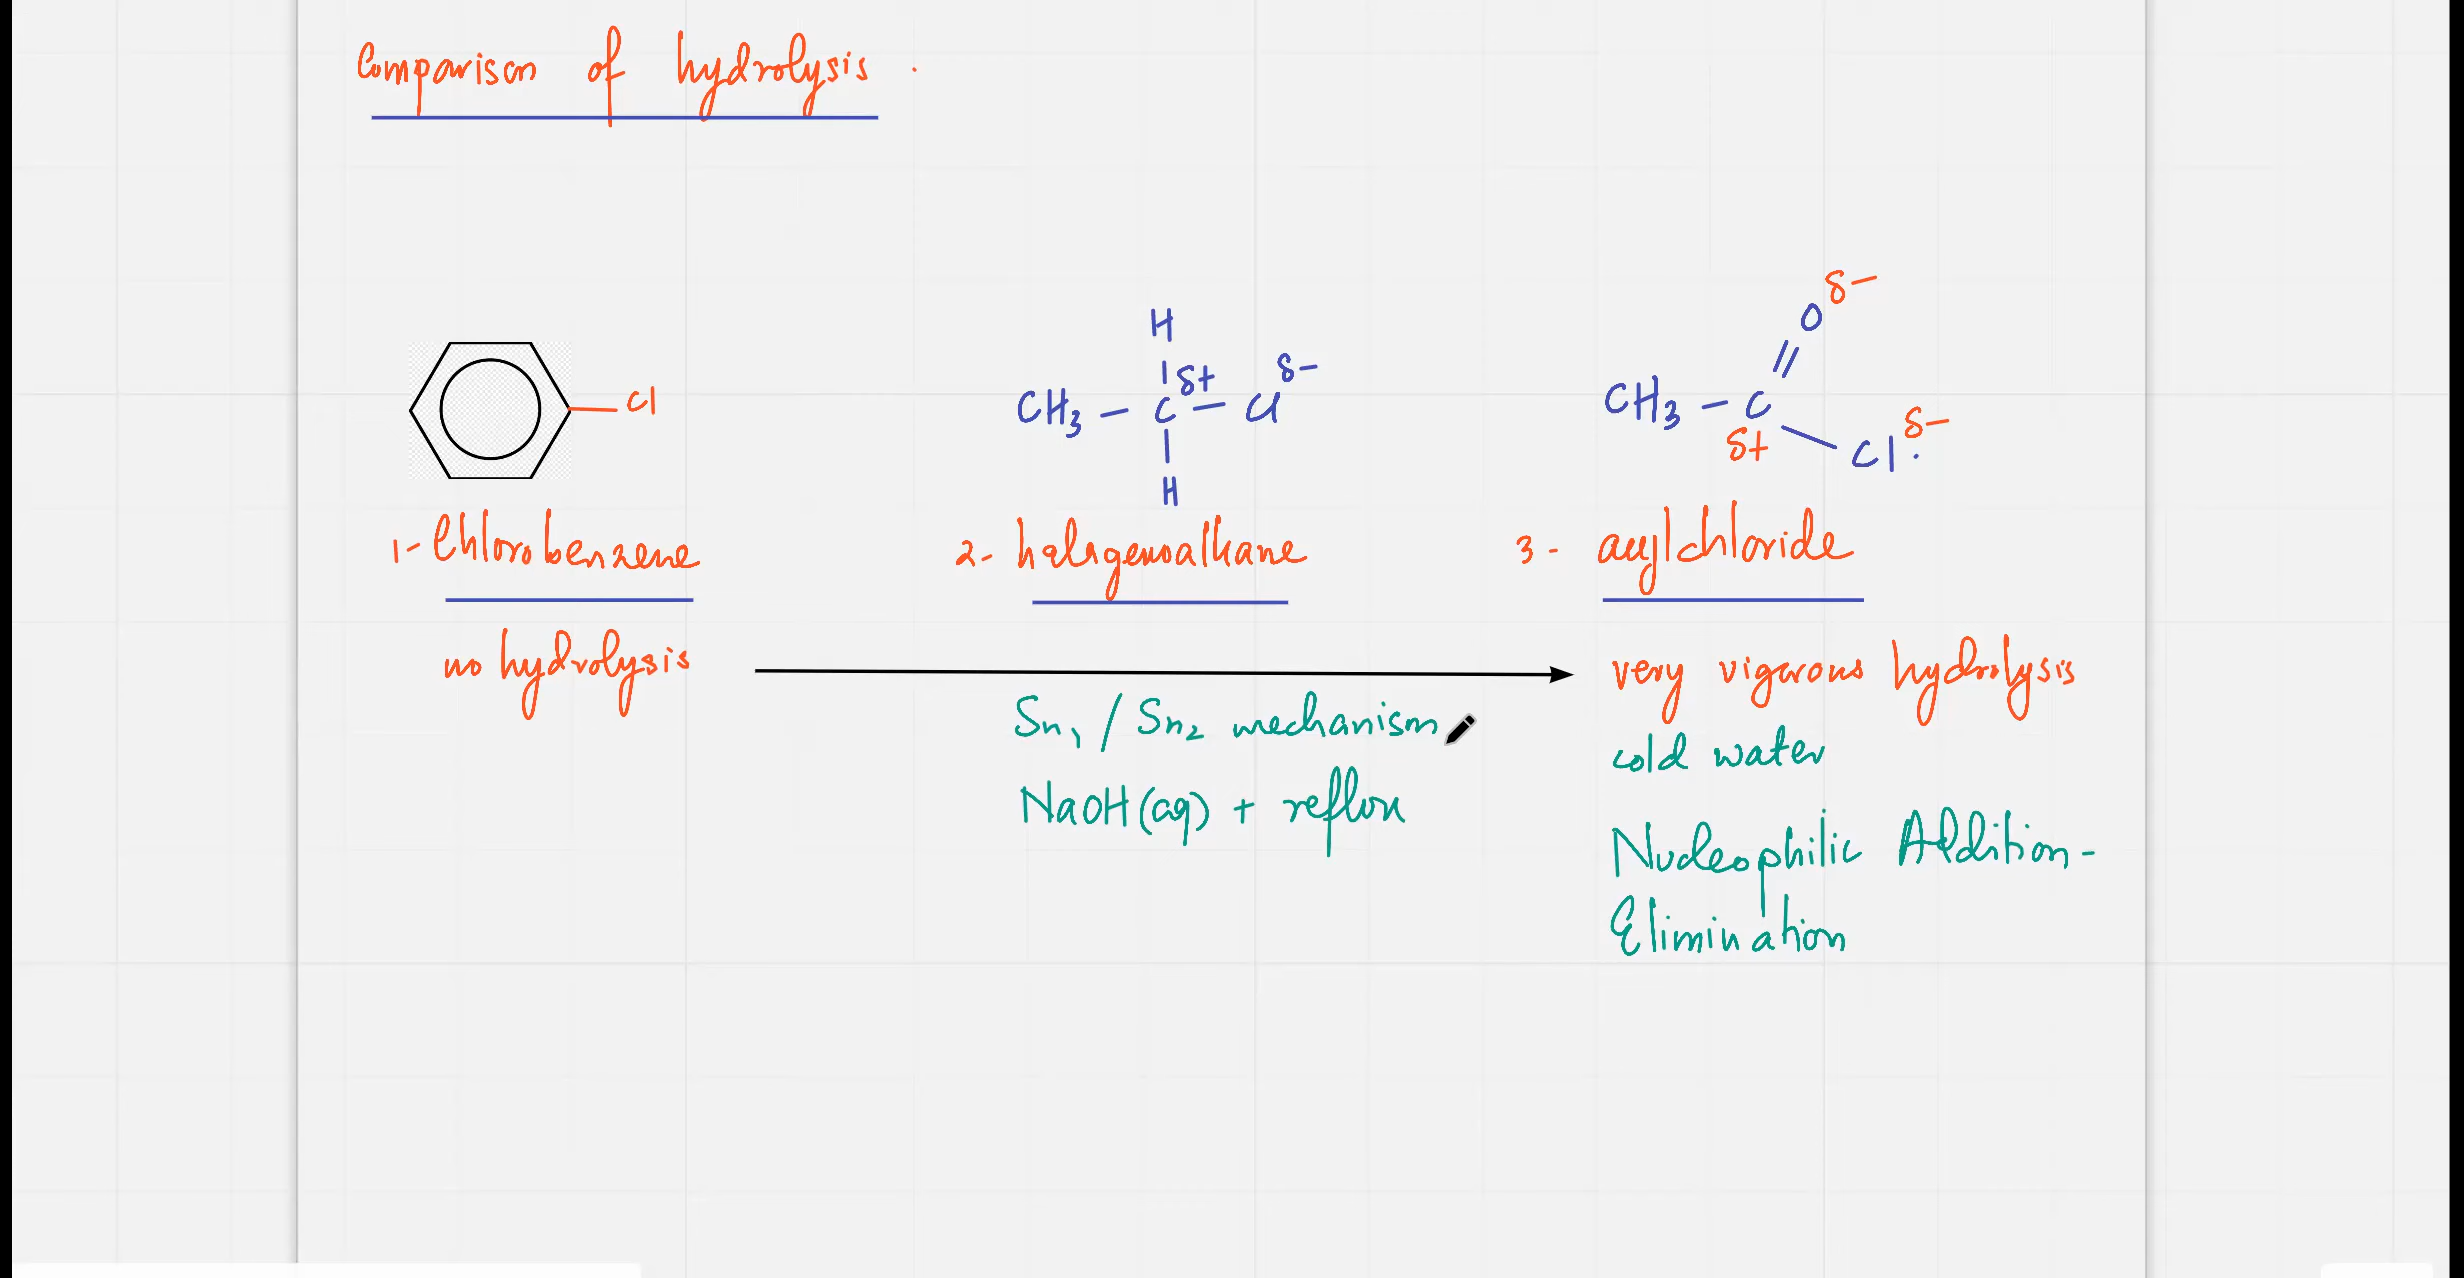 Comparison of hydrolysis.
Cl
H
CH3 - C - Cl
δ+
δ-
H
O δ-
CH3 - C
δ+
Cl δ-
1- Chlorobenzene
2- halogenoalkane
3- acylchloride
no hydrolysis
very vigorous hydrolysis
Sn1 / Sn2 mechanism
cold water
NaOH(aq) + reflux
Nucleophilic Addition-
Elimination